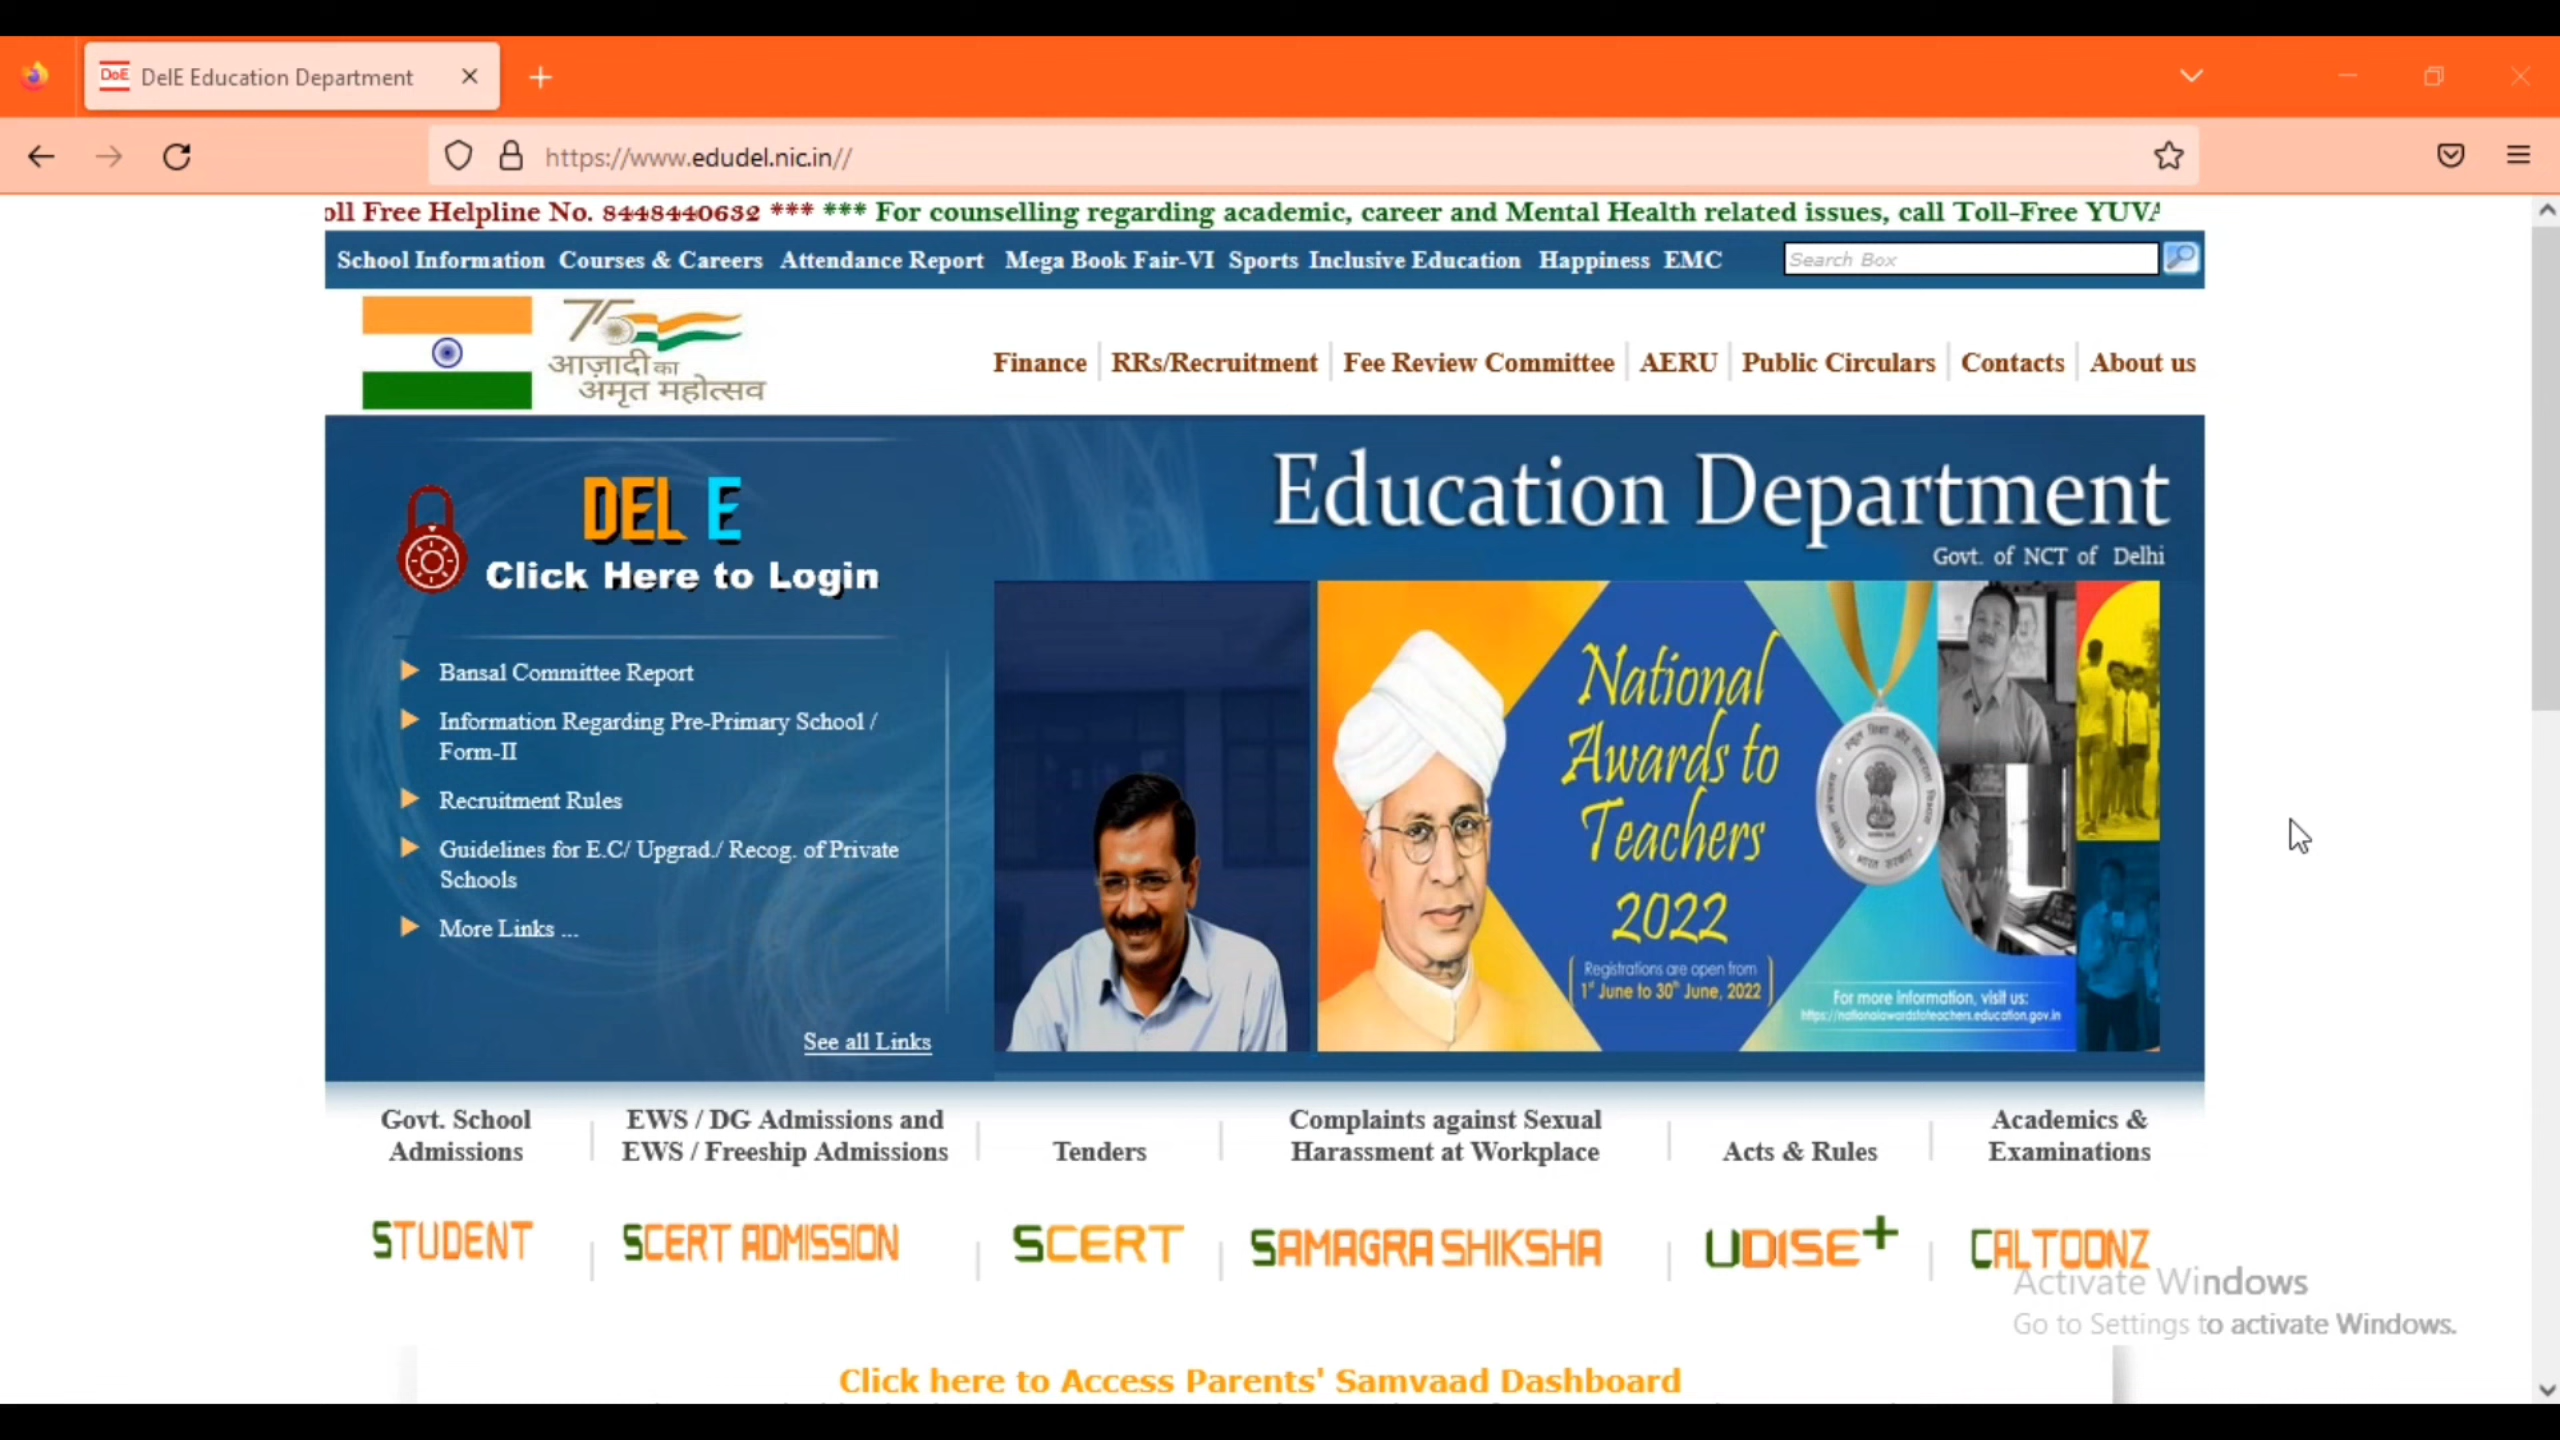 DoE DelE Education Department
https://www.edudel.nic.in//
oll Free Helpline No. 8448440632 *** *** For counselling regarding academic, career and Mental Health related issues, call Toll-Free YUVA
School Information Courses & Careers Attendance Report Mega Book Fair-VI Sports Inclusive Education Happiness EMC Search Box
75
आज़ादी का
अमृत महोत्सव
Finance RRs/Recruitment Fee Review Committee AERU Public Circulars Contacts About us
DEL E
Click Here to Login
Education Department
Govt. of NCT of Delhi
Bansal Committee Report
Information Regarding Pre-Primary School /
Form-II
Recruitment Rules
Guidelines for E.C/ Upgrad./ Recog. of Private
Schools
More Links ...
See all Links
National
Awards to
Teachers
2022
Registrations are open from
1st June to 30th June, 2022
For more information, visit us:
https://nationalawardstoteachers.education.gov.in
Govt. School
Admissions
EWS / DG Admissions and
EWS / Freeship Admissions
Tenders
Complaints against Sexual
Harassment at Workplace
Acts & Rules
Academics &
Examinations
STUDENT SCERT ADMISSION SCERT SAMAGRA SHIKSHA UDISE+ CALTOONZ
Activate Windows
Go to Settings to activate Windows.
Click here to Access Parents' Samvaad Dashboard